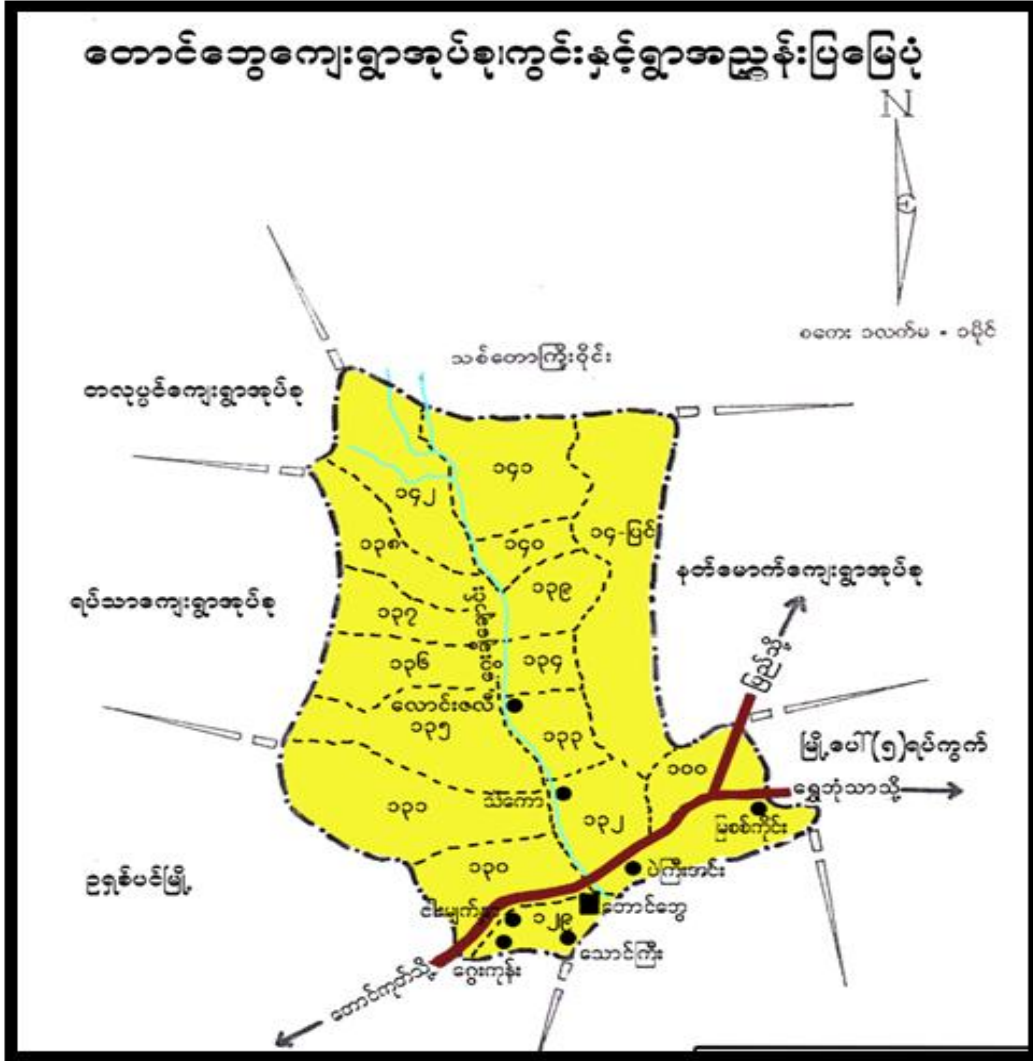 တောင်ဘွေကျေးရွာအုပ်စု၊ကွင်းနှင့်ရွာအညွှန်းပြမြေပုံ
N
စကေး ၁လက်မ - ၁မိုင်
သစ်တောကြိုးဝိုင်း
တလုပ္ပင်ကျေးရွာအုပ်စု
၁၄၁
၁၄၂
၁၄-မြင်
၁၃၈
၁၄၀
နတ်မောက်ကျေးရွာအုပ်စု
၁၃၉
ရပ်သာကျေးရွာအုပ်စု
၁၃၇
၁၃၆
၁၃၄
ပြည်သို့
လောင်းဇလီ
၁၃၅
၁၃၃
မြို့ပေါ်(၅)ရပ်ကွက်
၁၀၀
ရွှေဘုံသာသို့
၁၃၁
သဲကော
၁၃၂
မြစစ်ကိုင်း
၁၃၀
ပဲကြီးအင်း
ဥရှစ်ပင်မြို့
၁၂၉
တောင်ဘွေ
သောင်ကြီး
ဂွေးကုန်း
တောင်ကုတ်သို့